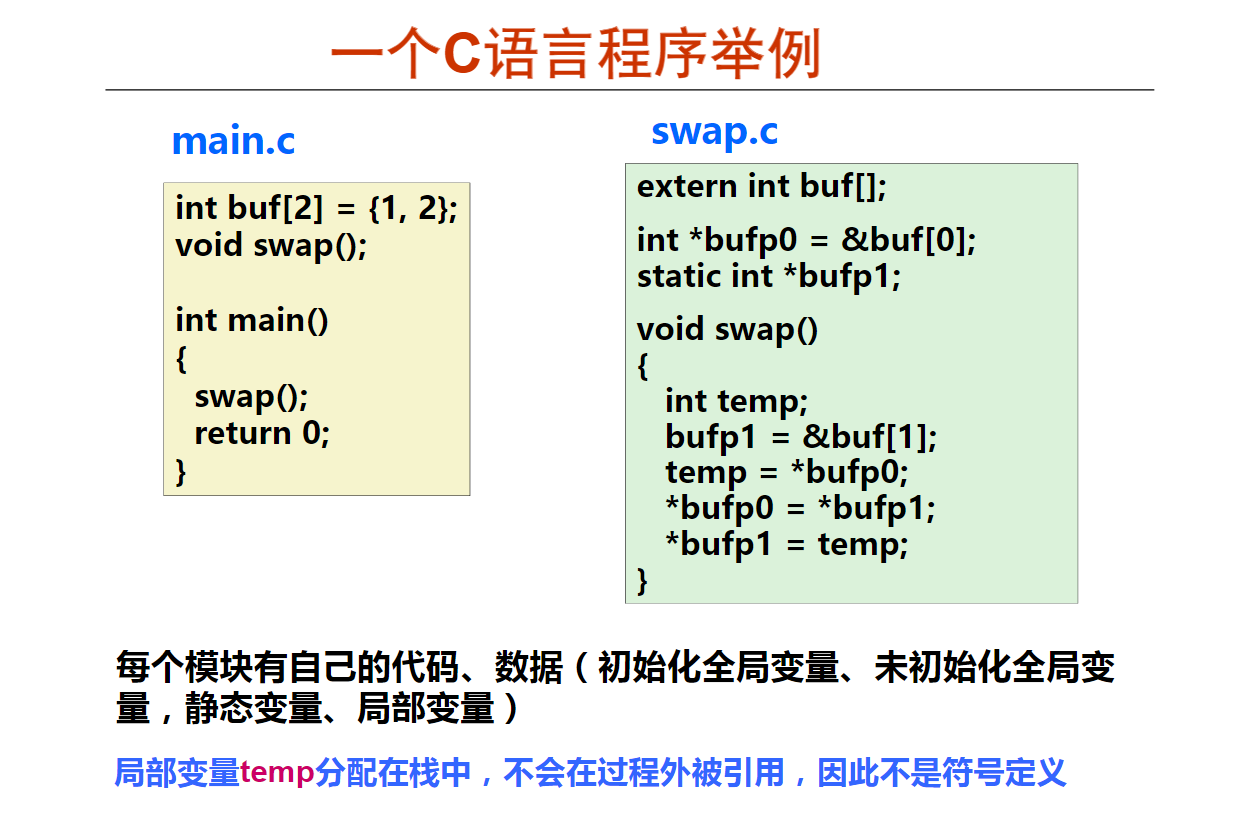 一个C语言程序举例
main.c
int buf[2] = {1, 2};
void swap();
int main()
{
swap();
return 0;
}
swap.c
extern int buf[];
int *bufp0 = &buf[0];
static int *bufp1;
void swap()
{
int temp;
bufp1 = &buf[1];
temp = *bufp0;
*bufp0 = *bufp1;
*bufp1 = temp;
}
每个模块有自己的代码、数据（初始化全局变量、未初始化全局变
量，静态变量、局部变量）
局部变量temp分配在栈中，不会在过程外被引用，因此不是符号定义